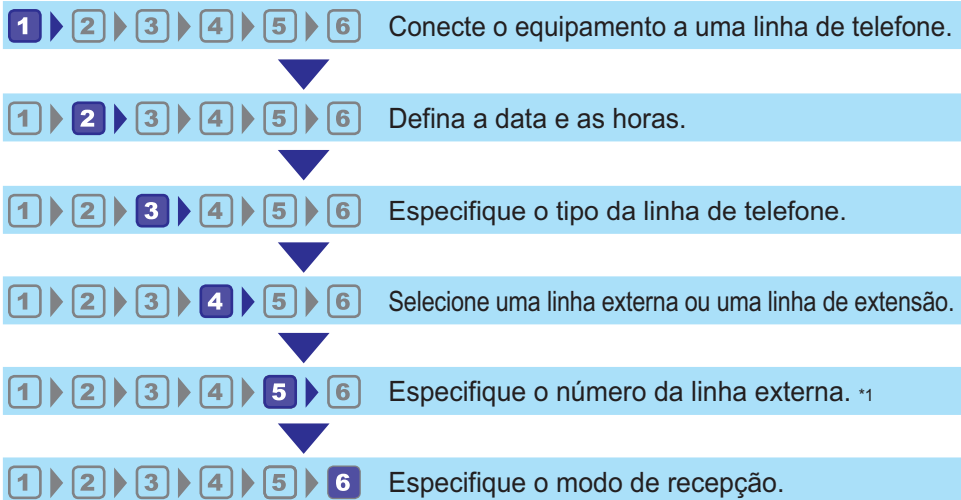 1 2 3 4 5 6 Conecte o equipamento a uma linha de telefone.
1 2 3 4 5 6 Defina a data e as horas.
1 2 3 4 5 6 Especifique o tipo da linha de telefone.
1 2 3 4 5 6 Selecione uma linha externa ou uma linha de extensão.
1 2 3 4 5 6 Especifique o número da linha externa. *1
1 2 3 4 5 6 Especifique o modo de recepção.